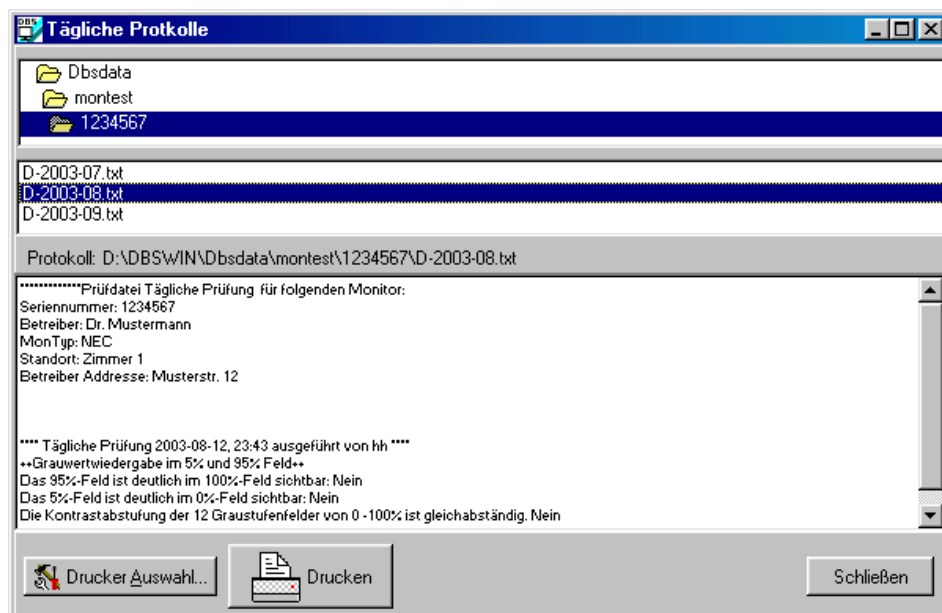 DBS
Tägliche Protkolle
Dbsdata
montest
1234567
D-2003-07.txt
D-2003-08.txt
D-2003-09.txt
Protokoll: D:\DBSWIN\Dbsdata\montest\1234567\D-2003-08.txt
*************Prüfdatei Tägliche Prüfung für folgenden Monitor:
Seriennummer: 1234567
Betreiber: Dr. Mustermann
MonTyp: NEC
Standort: Zimmer 1
Betreiber Addresse: Musterstr. 12
**** Tägliche Prüfung 2003-08-12, 23:43 ausgeführt von hh ****
++Grauwertwiedergabe im 5% und 95% Feld++
Das 95%-Feld ist deutlich im 100%-Feld sichtbar: Nein
Das 5%-Feld ist deutlich im 0%-Feld sichtbar: Nein
Die Kontrastabstufung der 12 Graustufenfelder von 0 -100% ist gleichabständig. Nein
Drucker Auswahl...
Drucken
Schließen